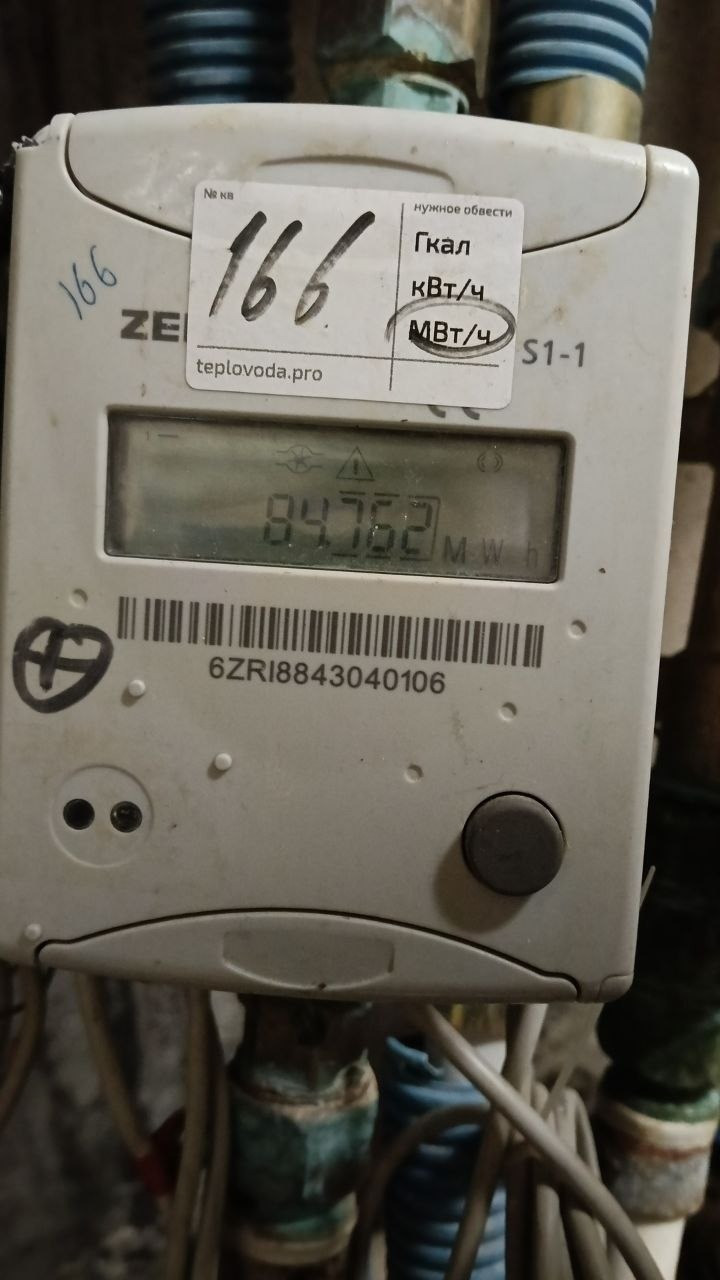 № кв
нужное обвести
166
Гкал
кВт/ч
МВт/ч
teplovoda.pro
166
S1-1
84.762 MWh
6ZRI8843040106